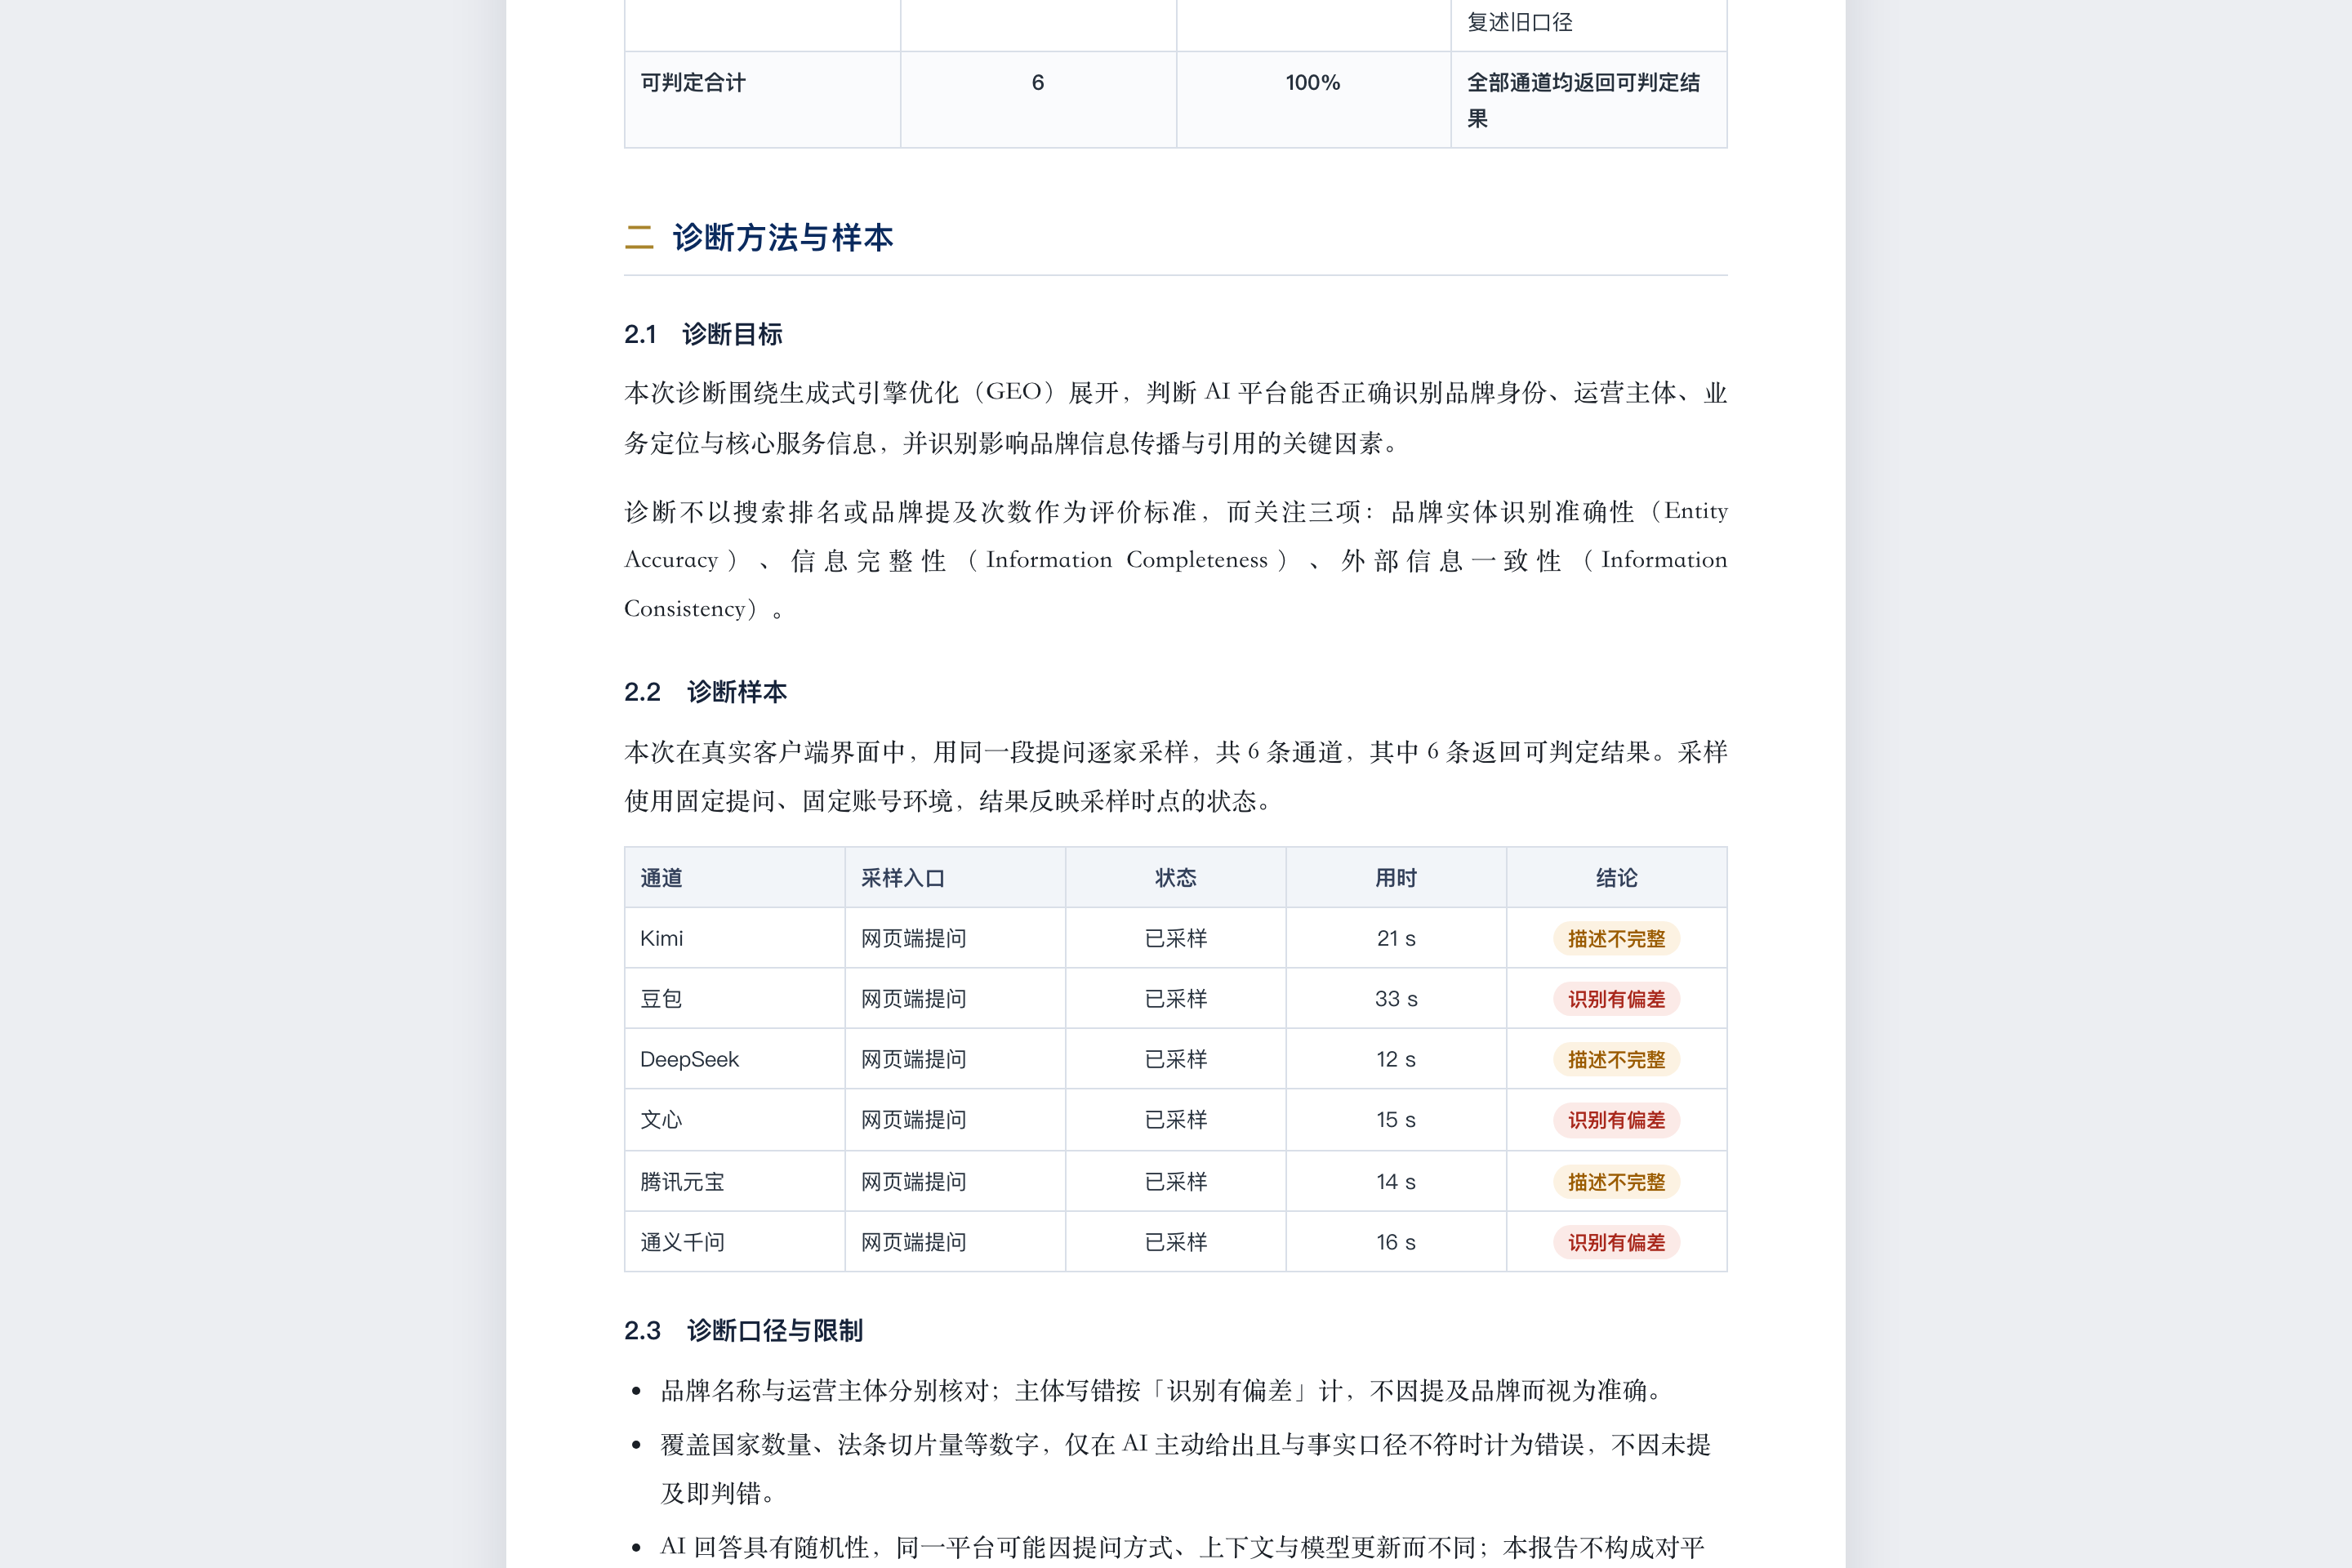 复述旧口径
可判定合计 6 100% 全部通道均返回可判定结
果
二 诊断方法与样本
2.1 诊断目标
本次诊断围绕生成式引擎优化（GEO）展开，判断 AI 平台能否正确识别品牌身份、运营主体、业
务定位与核心服务信息，并识别影响品牌信息传播与引用的关键因素。
诊断不以搜索排名或品牌提及次数作为评价标准，而关注三项：品牌实体识别准确性（Entity
Accuracy）、信息完整性（Information Completeness）、外部信息一致性（Information
Consistency）。
2.2 诊断样本
本次在真实客户端界面中，用同一段提问逐家采样，共 6 条通道，其中 6 条返回可判定结果。采样
使用固定提问、固定账号环境，结果反映采样时点的状态。
通道 采样入口 状态 用时 结论
Kimi 网页端提问 已采样 21 s 描述不完整
豆包 网页端提问 已采样 33 s 识别有偏差
DeepSeek 网页端提问 已采样 12 s 描述不完整
文心 网页端提问 已采样 15 s 识别有偏差
腾讯元宝 网页端提问 已采样 14 s 描述不完整
通义千问 网页端提问 已采样 16 s 识别有偏差
2.3 诊断口径与限制
• 品牌名称与运营主体分别核对；主体写错按「识别有偏差」计，不因提及品牌而视为准确。
• 覆盖国家数量、法条切片量等数字，仅在 AI 主动给出且与事实口径不符时计为错误，不因未提
及即判错。
• AI 回答具有随机性，同一平台可能因提问方式、上下文与模型更新而不同；本报告不构成对平